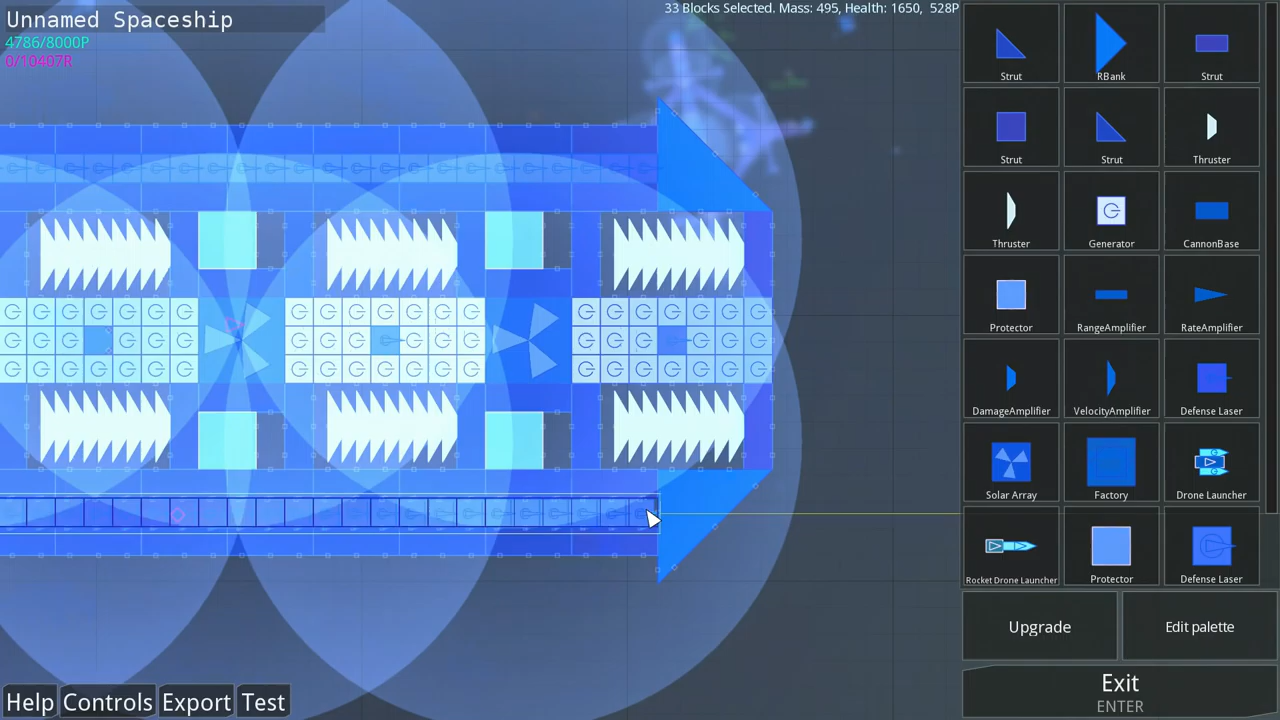 Unnamed Spaceship
4786/8000P
0/10407R
33 Blocks Selected. Mass: 495, Health: 1650, 528P
Strut
RBank
Strut
Strut
Strut
Thruster
Thruster
Generator
CannonBase
Protector
RangeAmplifier
RateAmplifier
DamageAmplifier
VelocityAmplifier
Defense Laser
Solar Array
Factory
Drone Launcher
Rocket Drone Launcher
Protector
Defense Laser
Upgrade
Edit palette
Exit
ENTER
Help
Controls
Export
Test